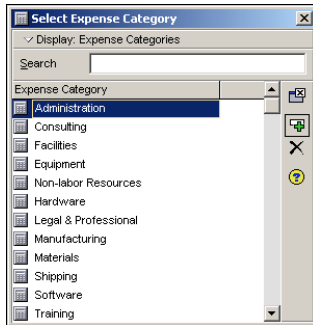 Select Expense Category
Display: Expense Categories
Search
Expense Category
Administration
Consulting
Facilities
Equipment
Non-labor Resources
Hardware
Legal & Professional
Manufacturing
Materials
Shipping
Software
Training